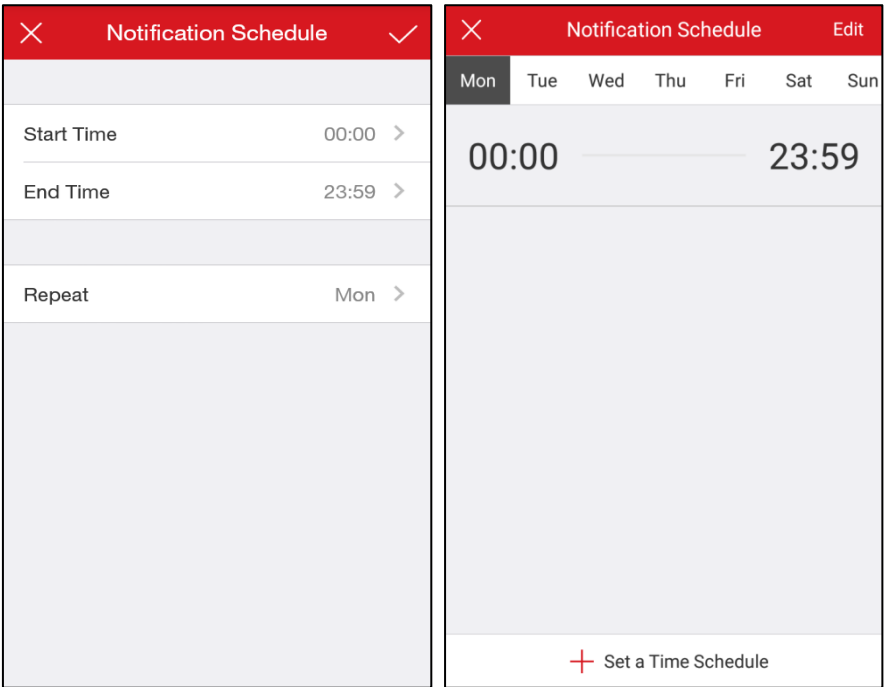 Notification Schedule
Start Time 00:00
End Time 23:59
Repeat Mon
Notification Schedule Edit
Mon Tue Wed Thu Fri Sat Sun
00:00 23:59
Set a Time Schedule